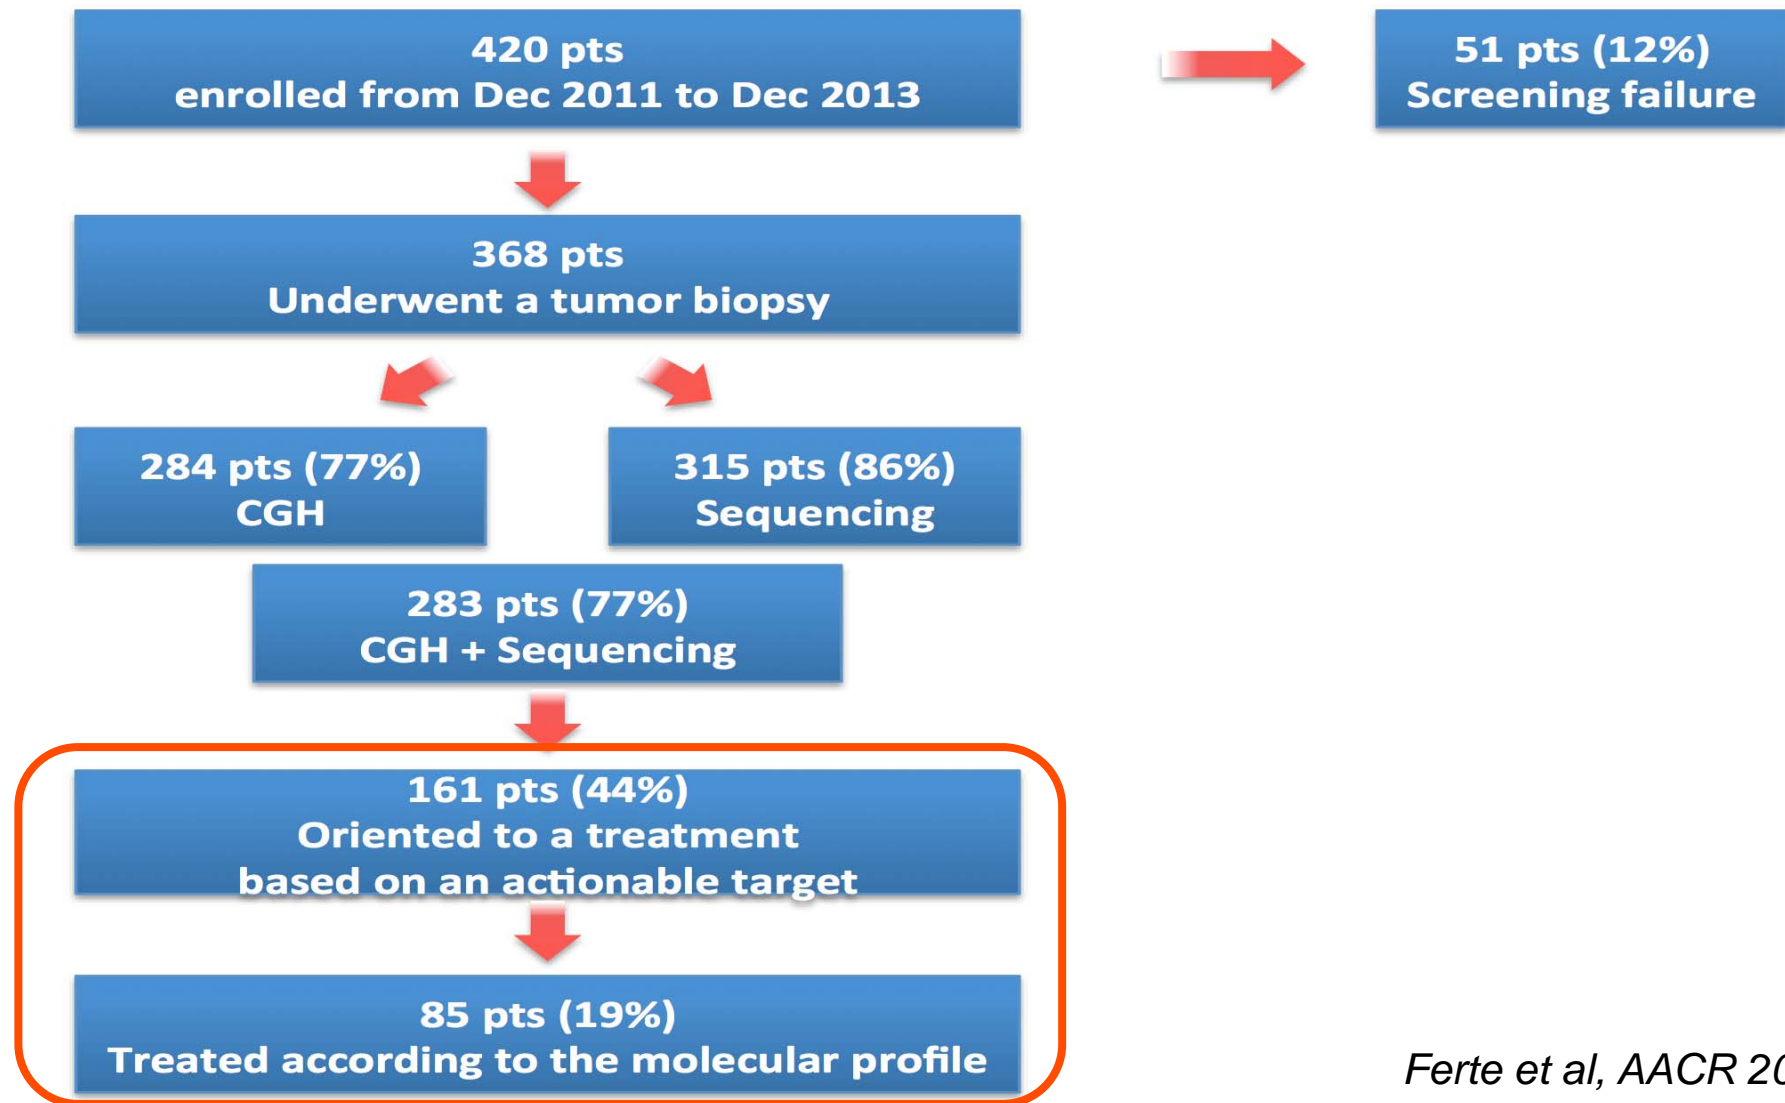 420 pts
enrolled from Dec 2011 to Dec 2013
51 pts (12%)
Screening failure
368 pts
Underwent a tumor biopsy
284 pts (77%)
CGH
315 pts (86%)
Sequencing
283 pts (77%)
CGH + Sequencing
161 pts (44%)
Oriented to a treatment
based on an actionable target
85 pts (19%)
Treated according to the molecular profile
Ferte et al, AACR